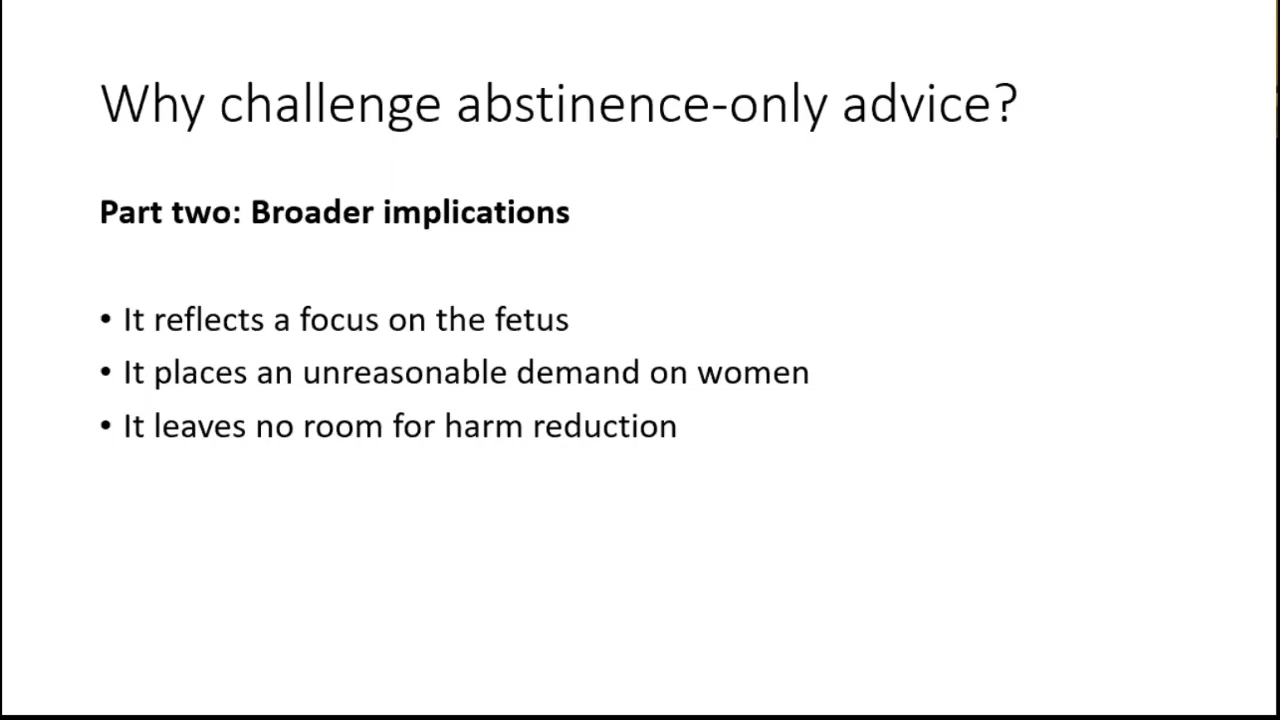 Why challenge abstinence-only advice?
Part two: Broader implications
• It reflects a focus on the fetus
• It places an unreasonable demand on women
• It leaves no room for harm reduction